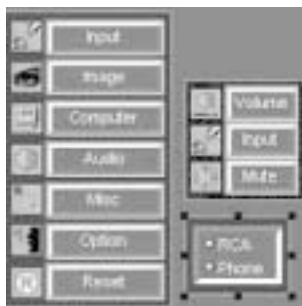 Input
Image
Computer
Audio
Misc
Option
Reset
Volume
Input
Mute
• RCA
• Phone